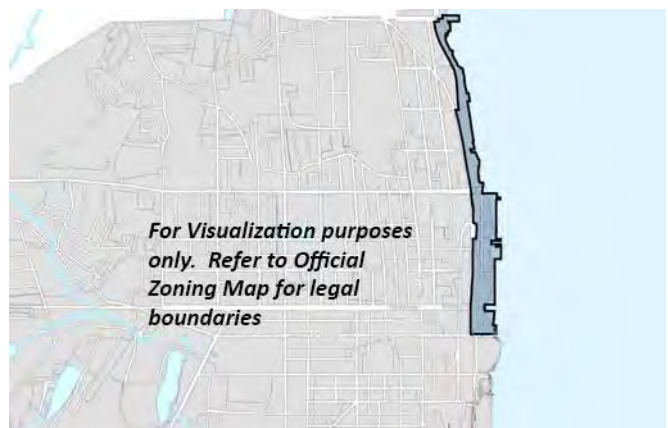 For Visualization purposes
only.  Refer to Official
Zoning Map for legal
boundaries